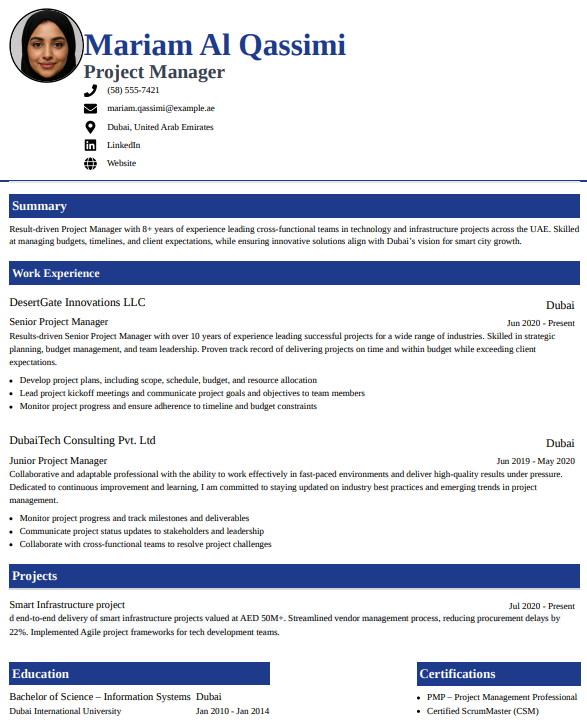 Mariam Al Qassimi
Project Manager
(58) 555-7421
mariam.qassimi@example.ae
Dubai, United Arab Emirates
LinkedIn
Website
Summary
Result-driven Project Manager with 8+ years of experience leading cross-functional teams in technology and infrastructure projects across the UAE. Skilled
at managing budgets, timelines, and client expectations, while ensuring innovative solutions align with Dubai's vision for smart city growth.
Work Experience
DesertGate Innovations LLC
Dubai
Senior Project Manager
Jun 2020 - Present
Results-driven Senior Project Manager with over 10 years of experience leading successful projects for a wide range of industries. Skilled in strategic
planning, budget management, and team leadership. Proven track record of delivering projects on time and within budget while exceeding client
expectations.
• Develop project plans, including scope, schedule, budget, and resource allocation
• Lead project kickoff meetings and communicate project goals and objectives to team members
• Monitor project progress and ensure adherence to timeline and budget constraints
DubaiTech Consulting Pvt. Ltd
Dubai
Junior Project Manager
Jun 2019 - May 2020
Collaborative and adaptable professional with the ability to work effectively in fast-paced environments and deliver high-quality results under pressure.
Dedicated to continuous improvement and learning, I am committed to staying updated on industry best practices and emerging trends in project
management.
• Monitor project progress and track milestones and deliverables
• Communicate project status updates to stakeholders and leadership
• Collaborate with cross-functional teams to resolve project challenges
Projects
Smart Infrastructure project
Jul 2020 - Present
d end-to-end delivery of smart infrastructure projects valued at AED 50M+. Streamlined vendor management process, reducing procurement delays by
22%. Implemented Agile project frameworks for tech development teams.
Education
Bachelor of Science – Information Systems Dubai
Dubai International University Jan 2010 - Jan 2014
Certifications
• PMP – Project Management Professional
• Certified ScrumMaster (CSM)